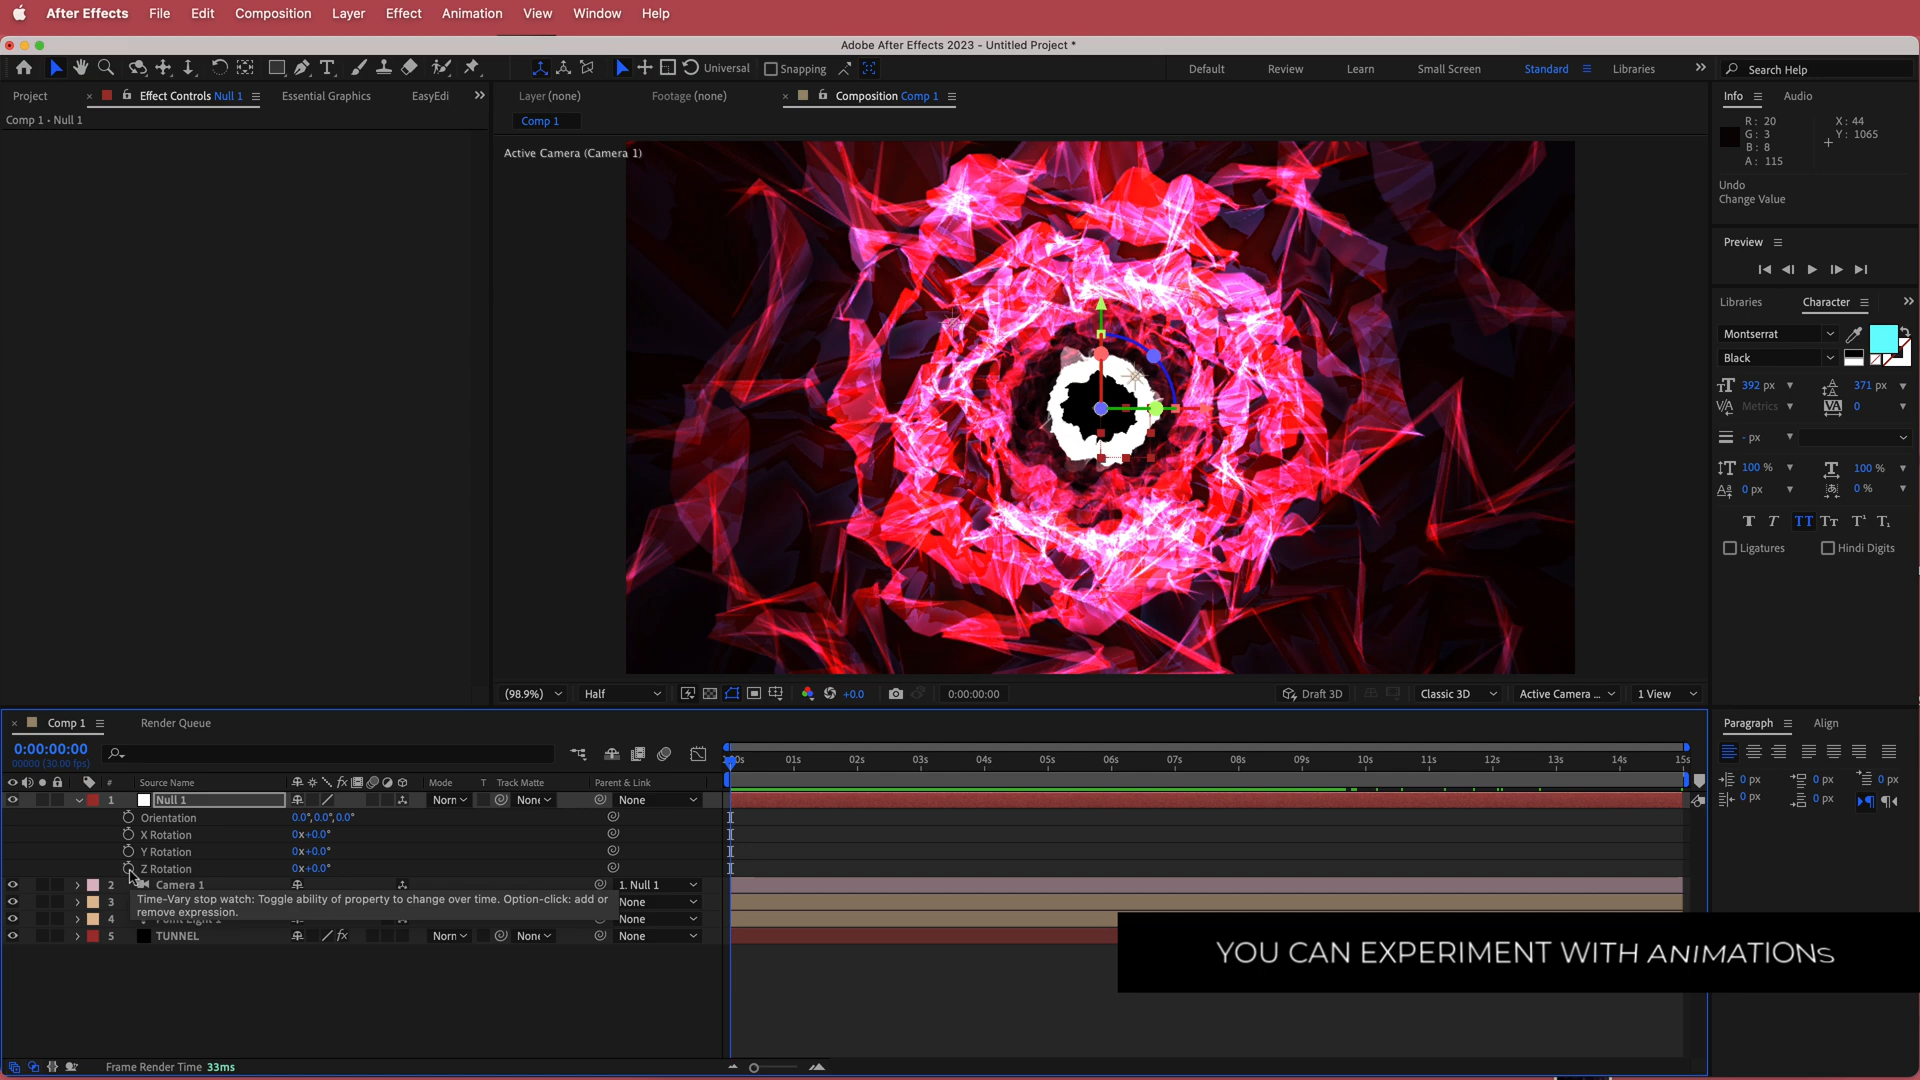 After Effects File Edit Composition Layer Effect Animation View Window Help
Adobe After Effects 2023 - Untitled Project *
Universal Snapping Default Review Learn Small Screen Standard Libraries Search Help
Project Effect Controls Null 1 Essential Graphics EasyEdi
Layer (none) Footage (none) Composition Comp 1
Info Audio
Comp 1 • Null 1
Comp 1
R: 20 X: 44
G: 3 Y: 1065
B: 8
A: 115
Active Camera (Camera 1)
Undo
Change Value
Preview
Libraries Character
Montserrat
Black
392 px 371 px
Metrics 0
- px
100 % 100 %
0 px 0 %
Ligatures Hindi Digits
(98.9%) Half +0.0 0:00:00:00 Draft 3D Classic 3D Active Camera ... 1 View
Comp 1 Render Queue
Paragraph Align
0:00:00:00
00000 (30.00 fps)
01s 02s 03s 04s 05s 06s 07s 08s 09s 10s 11s 12s 13s 14s 15s
# Source Name Mode T Track Matte Parent & Link
1 Null 1 Norn None None
Orientation 0.0°, 0.0°, 0.0°
X Rotation 0x+0.0°
Y Rotation 0x+0.0°
Z Rotation 0x+0.0°
2 Camera 1 1. Null 1
3 None
4 None
Time-Vary stop watch: Toggle ability of property to change over time. Option-click: add or
remove expression.
5 TUNNEL Norn None None
0 px 0 px 0 px
0 px 0 px
YOU CAN EXPERIMENT WITH ANIMATIONS
Frame Render Time 33ms